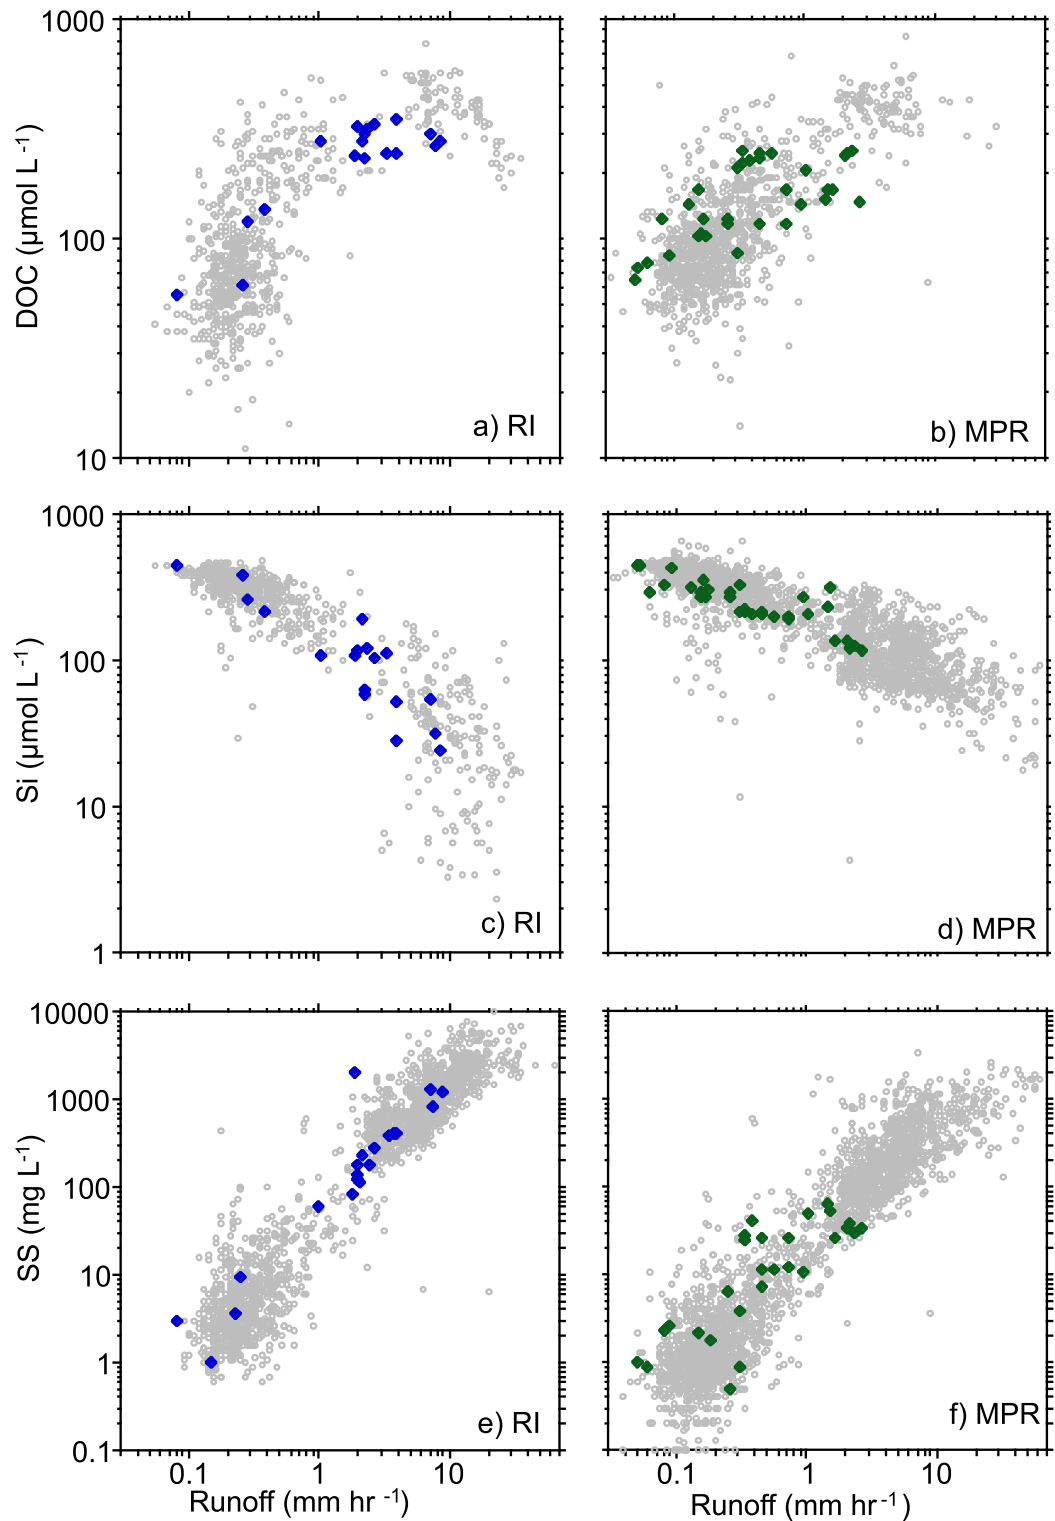 1000
100
10
DOC (µmol L -1)
a) RI
b) MPR
1000
100
10
1
Si (µmol L -1)
c) RI
d) MPR
10000
1000
100
10
1
0.1
SS (mg L-1)
e) RI
f) MPR
0.1 1 10
0.1 1 10
Runoff (mm hr -1)
Runoff (mm hr-1)